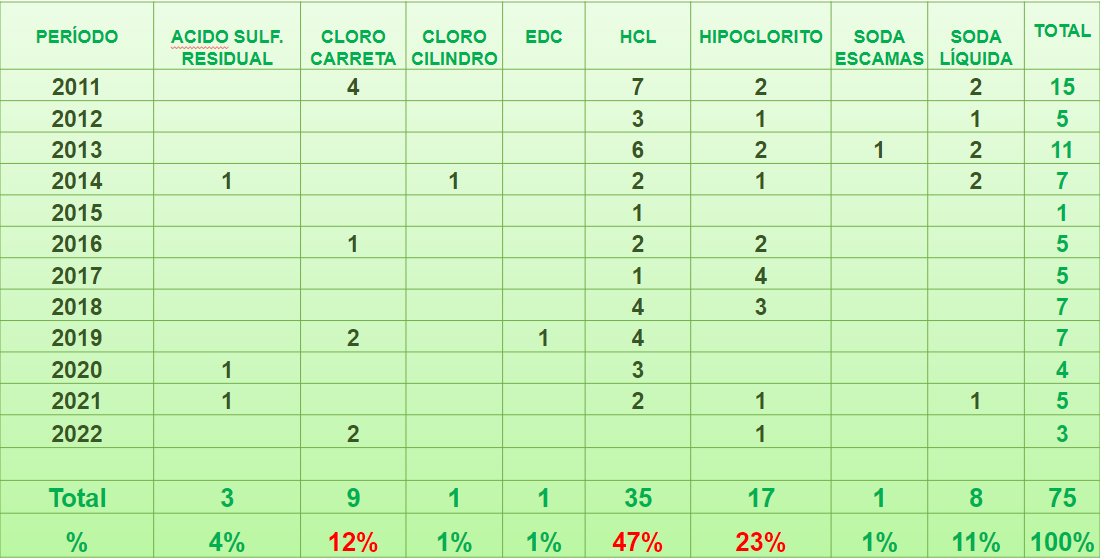 PERÍODO ACIDO SULF. RESIDUAL CLORO CARRETA CLORO CILINDRO EDC HCL HIPOCLORITO SODA ESCAMAS SODA LÍQUIDA TOTAL
2011 4 7 2 2 15
2012 3 1 1 5
2013 6 2 1 2 11
2014 1 1 2 1 2 7
2015 1 1
2016 1 2 2 5
2017 1 4 5
2018 4 3 7
2019 2 1 4 7
2020 1 3 4
2021 1 2 1 1 5
2022 2 1 3
Total 3 9 1 1 35 17 1 8 75
% 4% 12% 1% 1% 47% 23% 1% 11% 100%